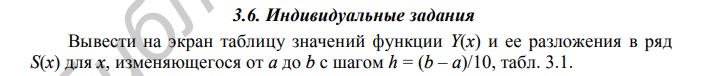 3.6. Индивидуальные задания
Вывести на экран таблицу значений функции Y(x) и ее разложения в ряд
S(x) для x, изменяющегося от a до b с шагом h = (b – a)/10, табл. 3.1.